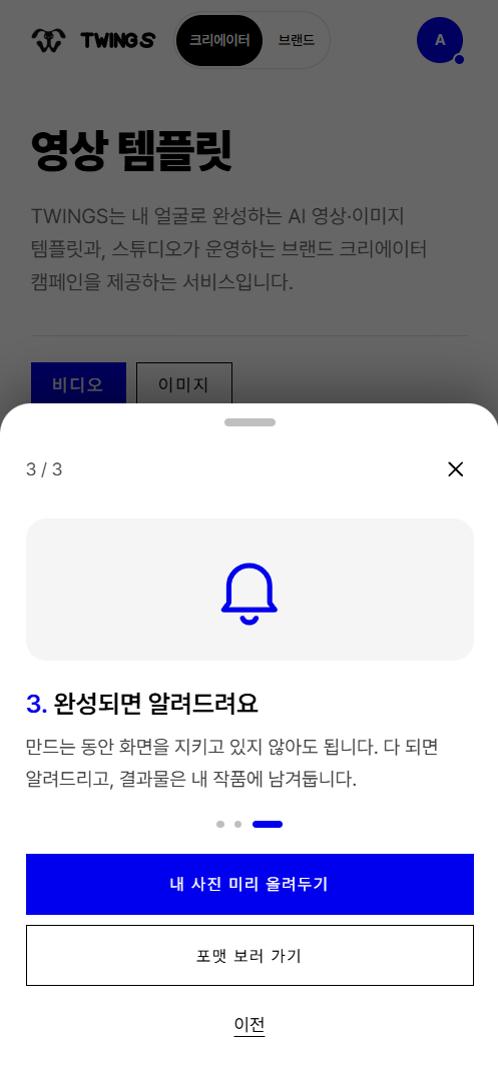 TWINGS
크리에이터
브랜드
A
영상 템플릿
TWINGS는 내 얼굴로 완성하는 AI 영상·이미지
템플릿과, 스튜디오가 운영하는 브랜드 크리에이터
캠페인을 제공하는 서비스입니다.
비디오
이미지
3 / 3
3. 완성되면 알려드려요
만드는 동안 화면을 지키고 있지 않아도 됩니다. 다 되면
알려드리고, 결과물은 내 작품에 남겨둡니다.
내 사진 미리 올려두기
포맷 보러 가기
이전